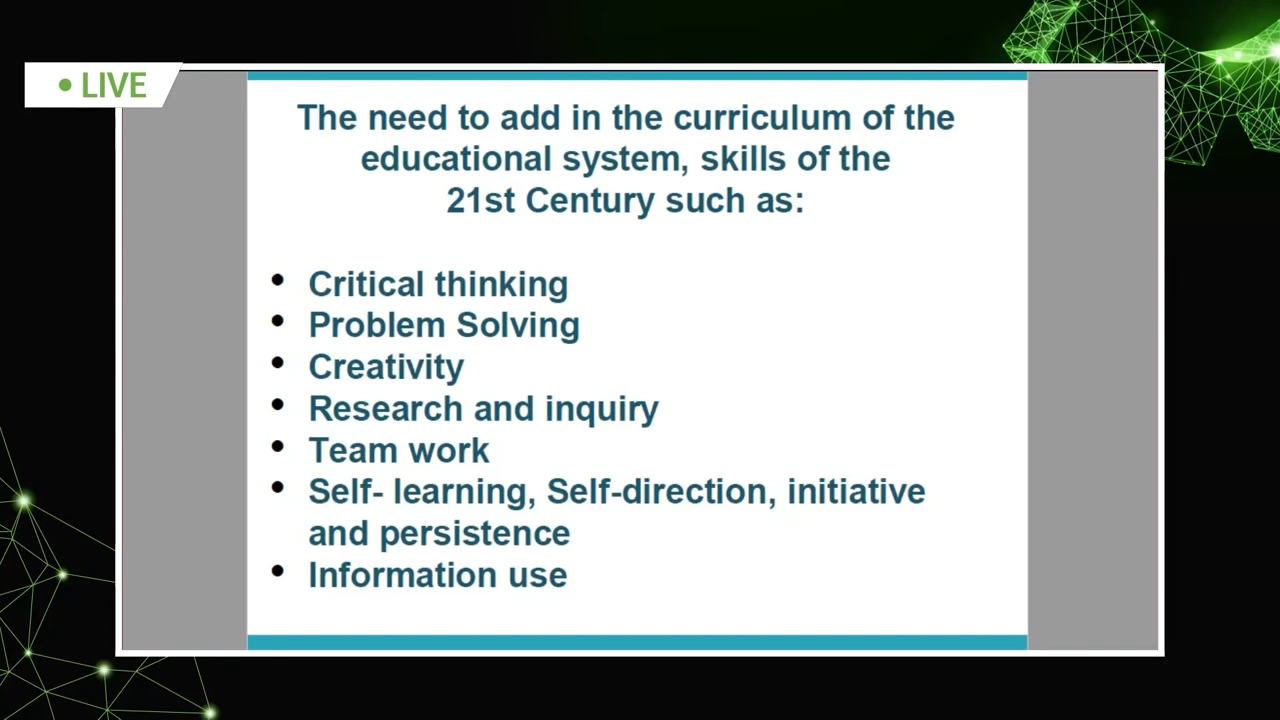 • LIVE
The need to add in the curriculum of the
educational system, skills of the
21st Century such as:
• Critical thinking
• Problem Solving
• Creativity
• Research and inquiry
• Team work
• Self- learning, Self-direction, initiative
and persistence
• Information use